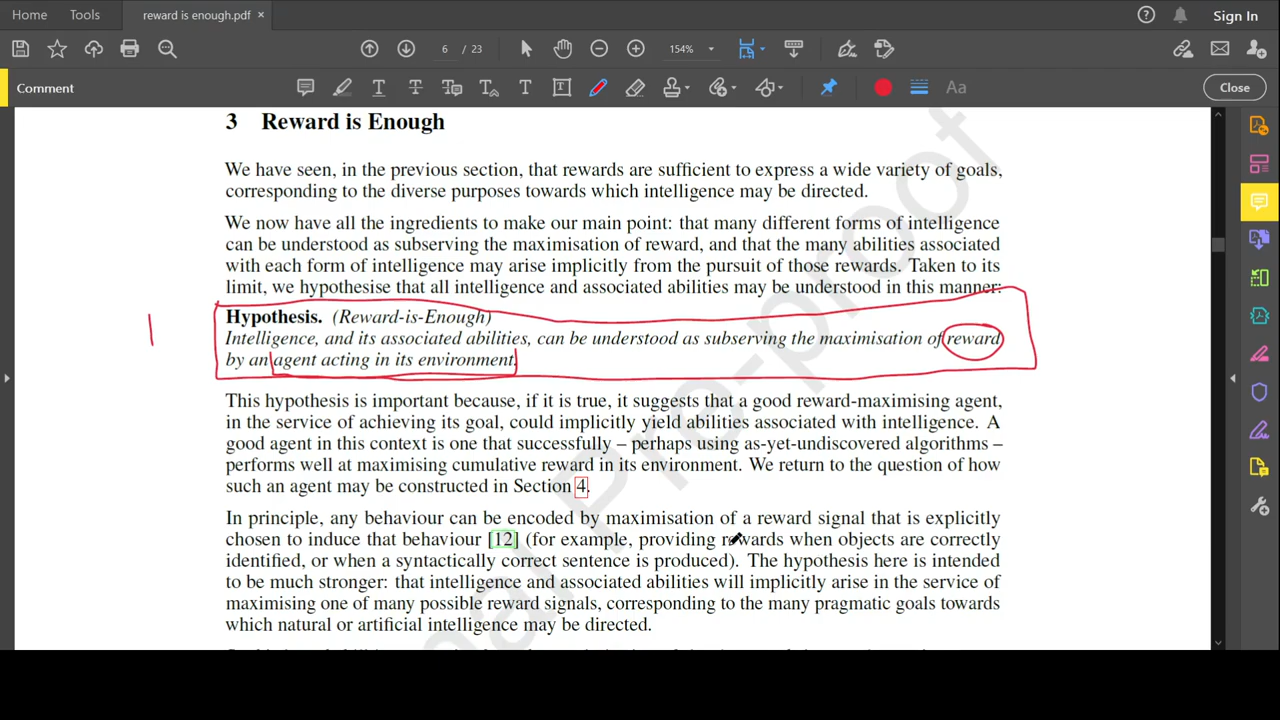 Home Tools reward is enough.pdf × Sign In
6 / 23 154%
Comment Aa Close
3 Reward is Enough
We have seen, in the previous section, that rewards are sufficient to express a wide variety of goals,
corresponding to the diverse purposes towards which intelligence may be directed.
We now have all the ingredients to make our main point: that many different forms of intelligence
can be understood as subserving the maximisation of reward, and that the many abilities associated
with each form of intelligence may arise implicitly from the pursuit of those rewards. Taken to its
limit, we hypothesise that all intelligence and associated abilities may be understood in this manner:
Hypothesis. (Reward-is-Enough)
Intelligence, and its associated abilities, can be understood as subserving the maximisation of reward
by an agent acting in its environment.
This hypothesis is important because, if it is true, it suggests that a good reward-maximising agent,
in the service of achieving its goal, could implicitly yield abilities associated with intelligence. A
good agent in this context is one that successfully – perhaps using as-yet-undiscovered algorithms –
performs well at maximising cumulative reward in its environment. We return to the question of how
such an agent may be constructed in Section 4.
In principle, any behaviour can be encoded by maximisation of a reward signal that is explicitly
chosen to induce that behaviour [12] (for example, providing rewards when objects are correctly
identified, or when a syntactically correct sentence is produced). The hypothesis here is intended
to be much stronger: that intelligence and associated abilities will implicitly arise in the service of
maximising one of many possible reward signals, corresponding to the many pragmatic goals towards
which natural or artificial intelligence may be directed.